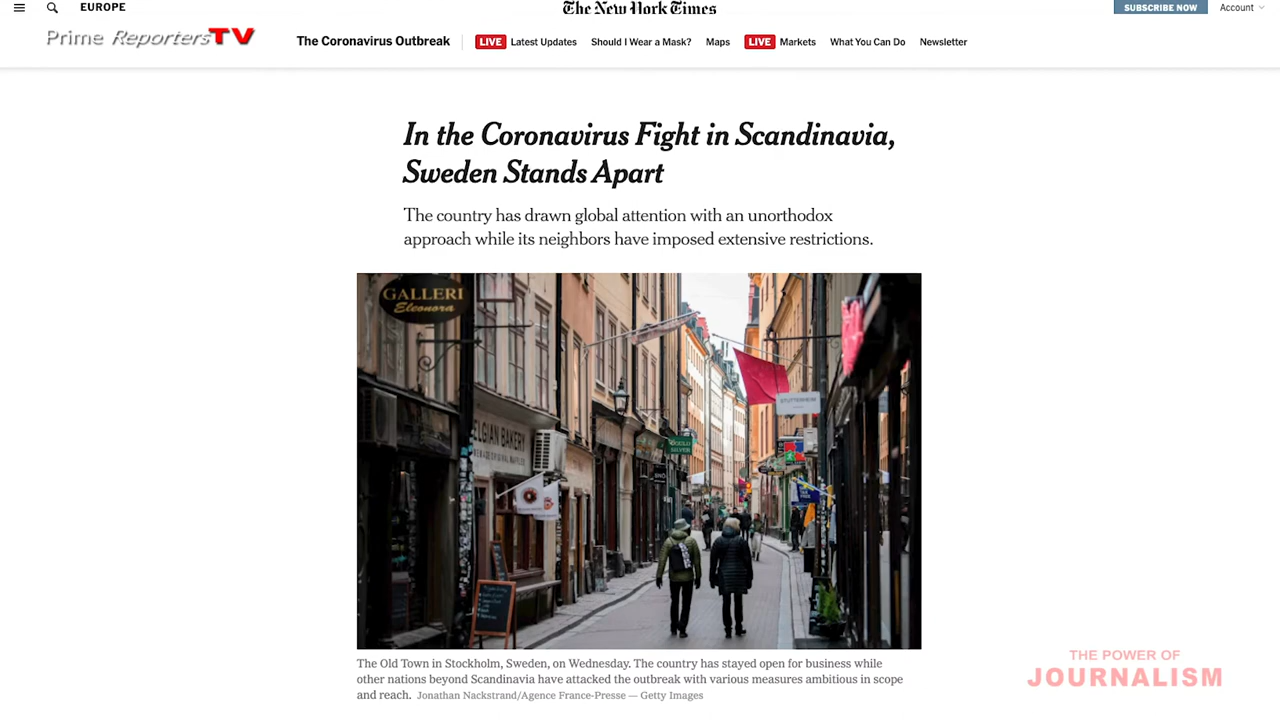 EUROPE
The New York Times
SUBSCRIBE NOW
Account
Prime ReportersTV
The Coronavirus Outbreak
LIVE Latest Updates
Should I Wear a Mask?
Maps
LIVE Markets
What You Can Do
Newsletter
In the Coronavirus Fight in Scandinavia,
Sweden Stands Apart
The country has drawn global attention with an unorthodox
approach while its neighbors have imposed extensive restrictions.
GALLERI
Eleonora
STUTTERHEIM
LGIAN BAKERY
SILVER
The Old Town in Stockholm, Sweden, on Wednesday. The country has stayed open for business while
other nations beyond Scandinavia have attacked the outbreak with various measures ambitious in scope
and reach. Jonathan Nackstrand/Agence France-Presse — Getty Images
THE POWER OF
JOURNALISM